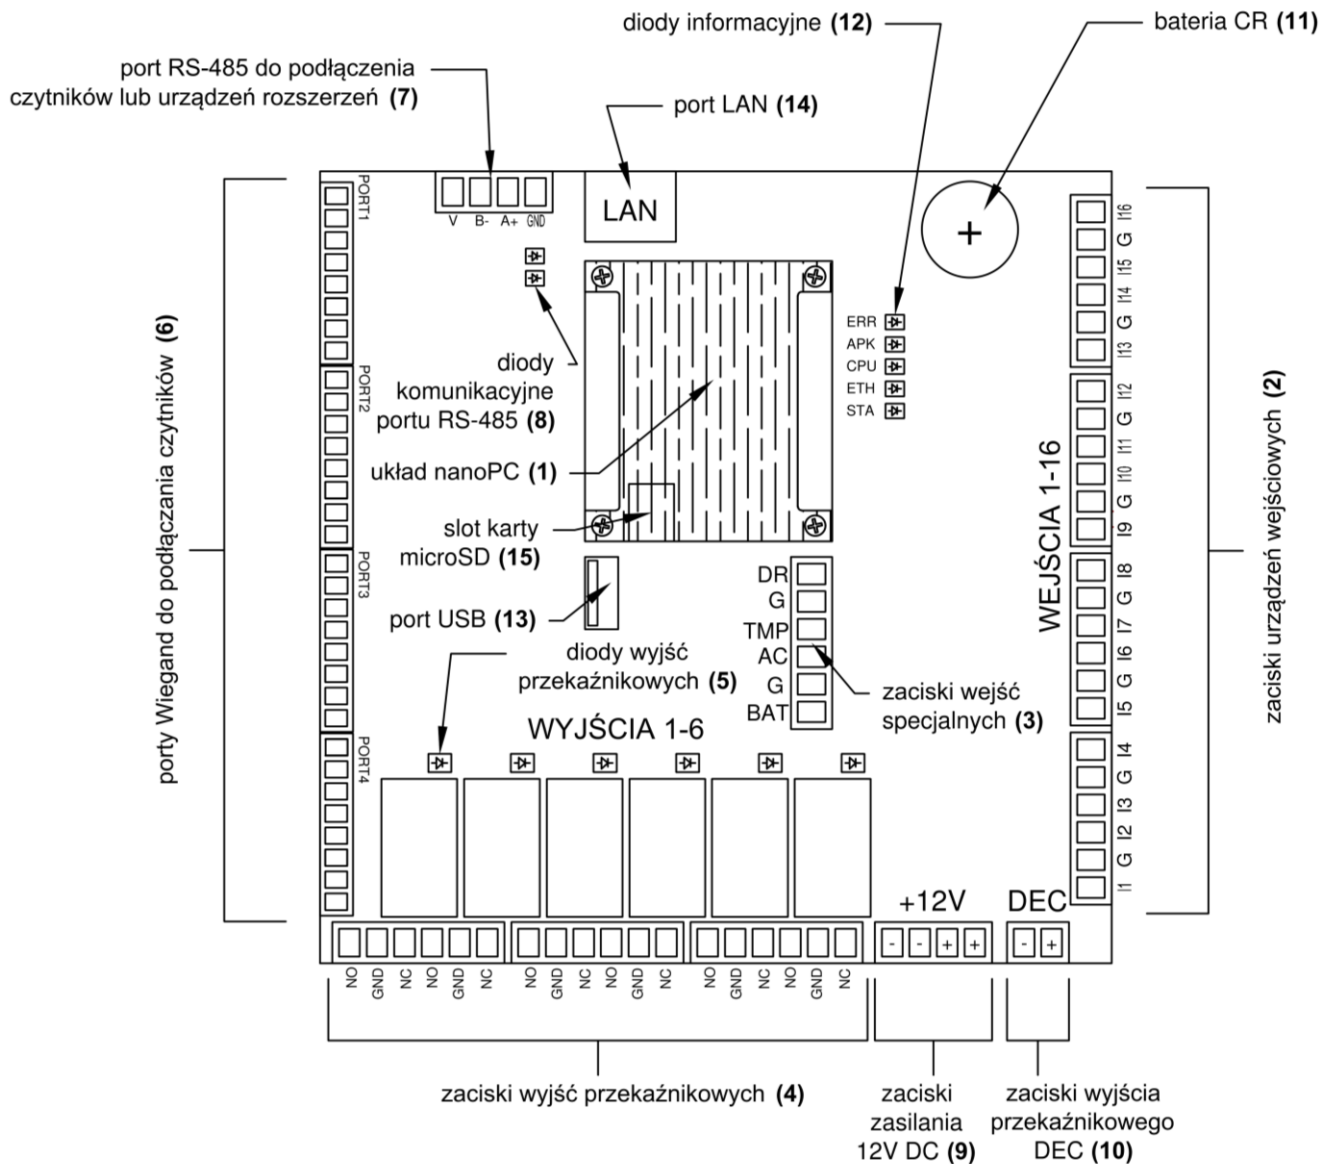 diody informacyjne (12)
bateria CR (11)
port RS-485 do podłączenia
czytników lub urządzeń rozszerzeń (7)
port LAN (14)
PORT1
V B- A+ GND
LAN
+
I16
G
I15
I14
G
I13
ERR
APK
CPU
ETH
STA
diody
komunikacyjne
portu RS-485 (8)
układ nanoPC (1)
slot karty
microSD (15)
port USB (13)
PORT2
I12
G
I11
I10
G
I9
WEJŚCIA 1-16
zaciski urządzeń wejściowych (2)
porty Wiegand do podłączania czytników (6)
PORT3
DR
G
TMP
AC
G
BAT
I8
G
I7
I6
G
I5
diody wyjść
przekaźnikowych (5)
zaciski wejść
specjalnych (3)
WYJŚCIA 1-6
PORT4
I4
G
I3
I2
G
I1
+12V
DEC
- - + +
- +
NO GND NC NO GND NC
NO GND NC NO GND NC
NO GND NC NO GND NC
zaciski wyjść przekaźnikowych (4)
zaciski
zasilania
12V DC (9)
zaciski wyjścia
przekaźnikowego
DEC (10)